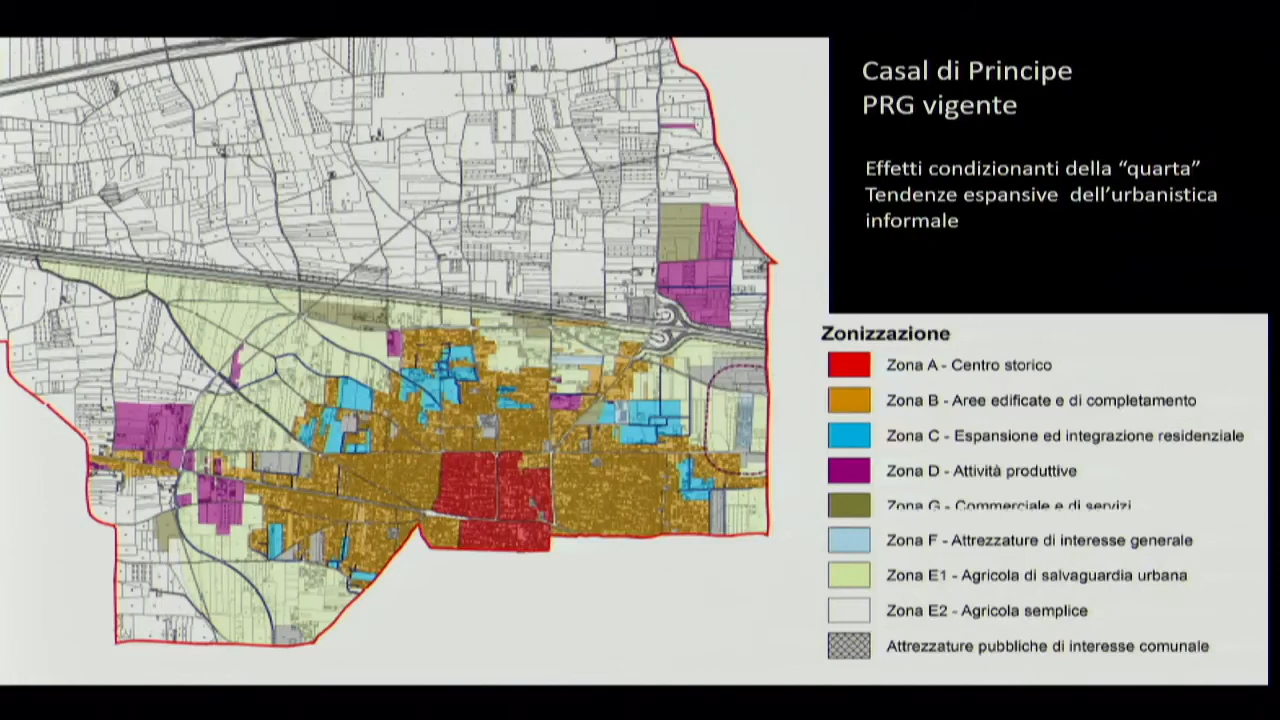 Casal di Principe
PRG vigente
Effetti condizionanti della “quarta”
Tendenze espansive dell’urbanistica
informale
Zonizzazione
Zona A - Centro storico
Zona B - Aree edificate e di completamento
Zona C - Espansione ed integrazione residenziale
Zona D - Attività produttive
Zona G - Commerciale e di servizi
Zona F - Attrezzature di interesse generale
Zona E1 - Agricola di salvaguardia urbana
Zona E2 - Agricola semplice
Attrezzature pubbliche di interesse comunale